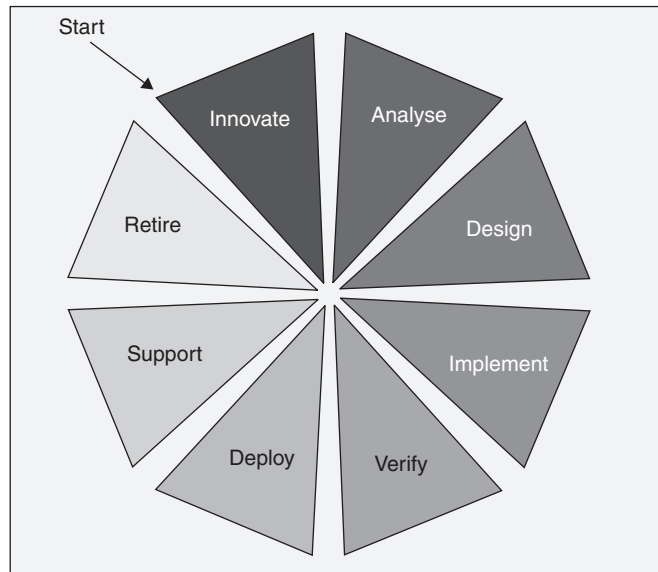 Start
Innovate
Analyse
Design
Implement
Verify
Deploy
Support
Retire